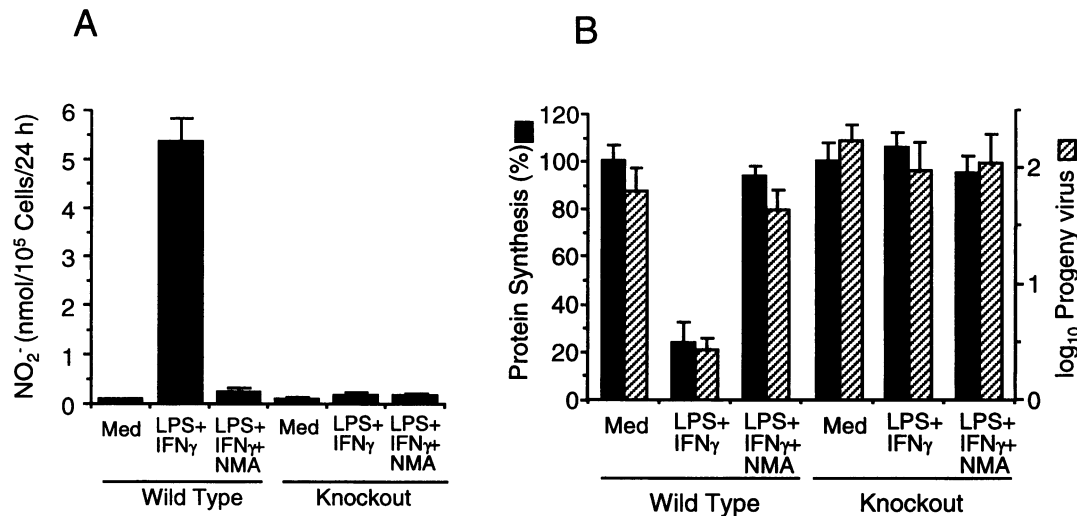 A
NO₂⁻ (nmol/10⁵ Cells/24 h)
6
5
4
3
2
1
0
Med
LPS+
IFNγ
LPS+
IFNγ+
NMA
Med
LPS+
IFNγ
LPS+
IFNγ+
NMA
Wild Type
Knockout
B
Protein Synthesis (%)
120
100
80
60
40
20
0
log₁₀ Progeny virus
2
1
0
Med
LPS+
IFNγ
LPS+
IFNγ+
NMA
Med
LPS+
IFNγ
LPS+
IFNγ+
NMA
Wild Type
Knockout